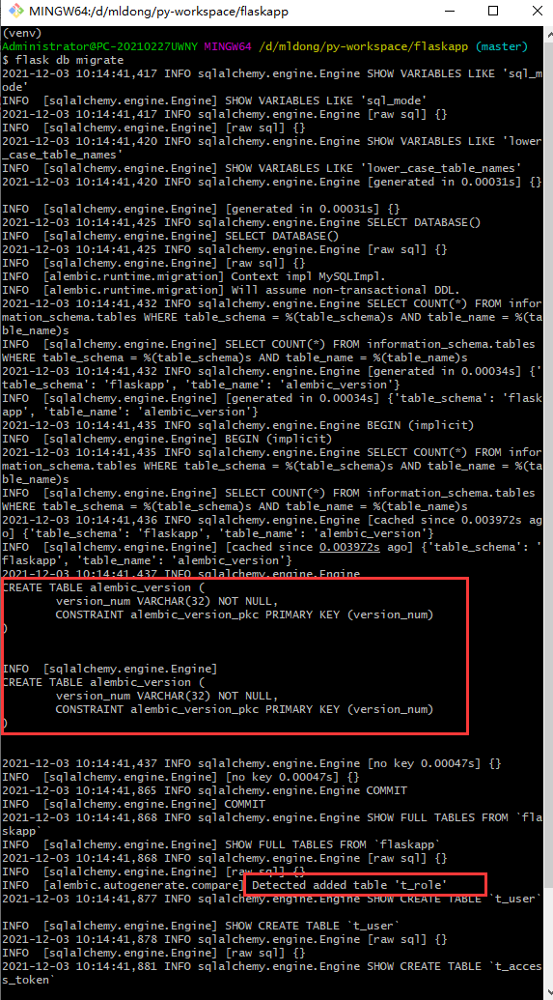 MINGW64:/d/mldong/py-workspace/flaskapp
(venv)
Administrator@PC-20210227UWNY MINGW64 /d/mldong/py-workspace/flaskapp (master)
$ flask db migrate
2021-12-03 10:14:41,417 INFO sqlalchemy.engine.Engine SHOW VARIABLES LIKE 'sql_m
ode'
INFO  [sqlalchemy.engine.Engine] SHOW VARIABLES LIKE 'sql_mode'
2021-12-03 10:14:41,417 INFO sqlalchemy.engine.Engine [raw sql] {}
INFO  [sqlalchemy.engine.Engine] [raw sql] {}
2021-12-03 10:14:41,420 INFO sqlalchemy.engine.Engine SHOW VARIABLES LIKE 'lower
_case_table_names'
INFO  [sqlalchemy.engine.Engine] SHOW VARIABLES LIKE 'lower_case_table_names'
2021-12-03 10:14:41,420 INFO sqlalchemy.engine.Engine [generated in 0.00031s] {}
INFO  [sqlalchemy.engine.Engine] [generated in 0.00031s] {}
2021-12-03 10:14:41,425 INFO sqlalchemy.engine.Engine SELECT DATABASE()
INFO  [sqlalchemy.engine.Engine] SELECT DATABASE()
2021-12-03 10:14:41,425 INFO sqlalchemy.engine.Engine [raw sql] {}
INFO  [sqlalchemy.engine.Engine] [raw sql] {}
INFO  [alembic.runtime.migration] Context impl MySQLImpl.
INFO  [alembic.runtime.migration] Will assume non-transactional DDL.
2021-12-03 10:14:41,432 INFO sqlalchemy.engine.Engine SELECT COUNT(*) FROM infor
mation_schema.tables WHERE table_schema = %(table_schema)s AND table_name = %(ta
ble_name)s
INFO  [sqlalchemy.engine.Engine] SELECT COUNT(*) FROM information_schema.tables
WHERE table_schema = %(table_schema)s AND table_name = %(table_name)s
2021-12-03 10:14:41,432 INFO sqlalchemy.engine.Engine [generated in 0.00034s] {'
table_schema': 'flaskapp', 'table_name': 'alembic_version'}
INFO  [sqlalchemy.engine.Engine] [generated in 0.00034s] {'table_schema': 'flask
app', 'table_name': 'alembic_version'}
2021-12-03 10:14:41,435 INFO sqlalchemy.engine.Engine BEGIN (implicit)
INFO  [sqlalchemy.engine.Engine] BEGIN (implicit)
2021-12-03 10:14:41,435 INFO sqlalchemy.engine.Engine SELECT COUNT(*) FROM infor
mation_schema.tables WHERE table_schema = %(table_schema)s AND table_name = %(ta
ble_name)s
INFO  [sqlalchemy.engine.Engine] SELECT COUNT(*) FROM information_schema.tables
WHERE table_schema = %(table_schema)s AND table_name = %(table_name)s
2021-12-03 10:14:41,436 INFO sqlalchemy.engine.Engine [cached since 0.003972s ag
o] {'table_schema': 'flaskapp', 'table_name': 'alembic_version'}
INFO  [sqlalchemy.engine.Engine] [cached since 0.003972s ago] {'table_schema': '
flaskapp', 'table_name': 'alembic_version'}
2021-12-03 10:14:41,437 INFO sqlalchemy.engine.Engine
CREATE TABLE alembic_version (
        version_num VARCHAR(32) NOT NULL,
        CONSTRAINT alembic_version_pkc PRIMARY KEY (version_num)
)
INFO  [sqlalchemy.engine.Engine]
CREATE TABLE alembic_version (
        version_num VARCHAR(32) NOT NULL,
        CONSTRAINT alembic_version_pkc PRIMARY KEY (version_num)
)
2021-12-03 10:14:41,437 INFO sqlalchemy.engine.Engine [no key 0.00047s] {}
INFO  [sqlalchemy.engine.Engine] [no key 0.00047s] {}
2021-12-03 10:14:41,865 INFO sqlalchemy.engine.Engine COMMIT
INFO  [sqlalchemy.engine.Engine] COMMIT
2021-12-03 10:14:41,868 INFO sqlalchemy.engine.Engine SHOW FULL TABLES FROM `fla
skapp`
INFO  [sqlalchemy.engine.Engine] SHOW FULL TABLES FROM `flaskapp`
2021-12-03 10:14:41,868 INFO sqlalchemy.engine.Engine [raw sql] {}
INFO  [sqlalchemy.engine.Engine] [raw sql] {}
INFO  [alembic.autogenerate.compare] Detected added table 't_role'
2021-12-03 10:14:41,877 INFO sqlalchemy.engine.Engine SHOW CREATE TABLE `t_user`
INFO  [sqlalchemy.engine.Engine] SHOW CREATE TABLE `t_user`
2021-12-03 10:14:41,878 INFO sqlalchemy.engine.Engine [raw sql] {}
INFO  [sqlalchemy.engine.Engine] [raw sql] {}
2021-12-03 10:14:41,881 INFO sqlalchemy.engine.Engine SHOW CREATE TABLE `t_acces
s_token`